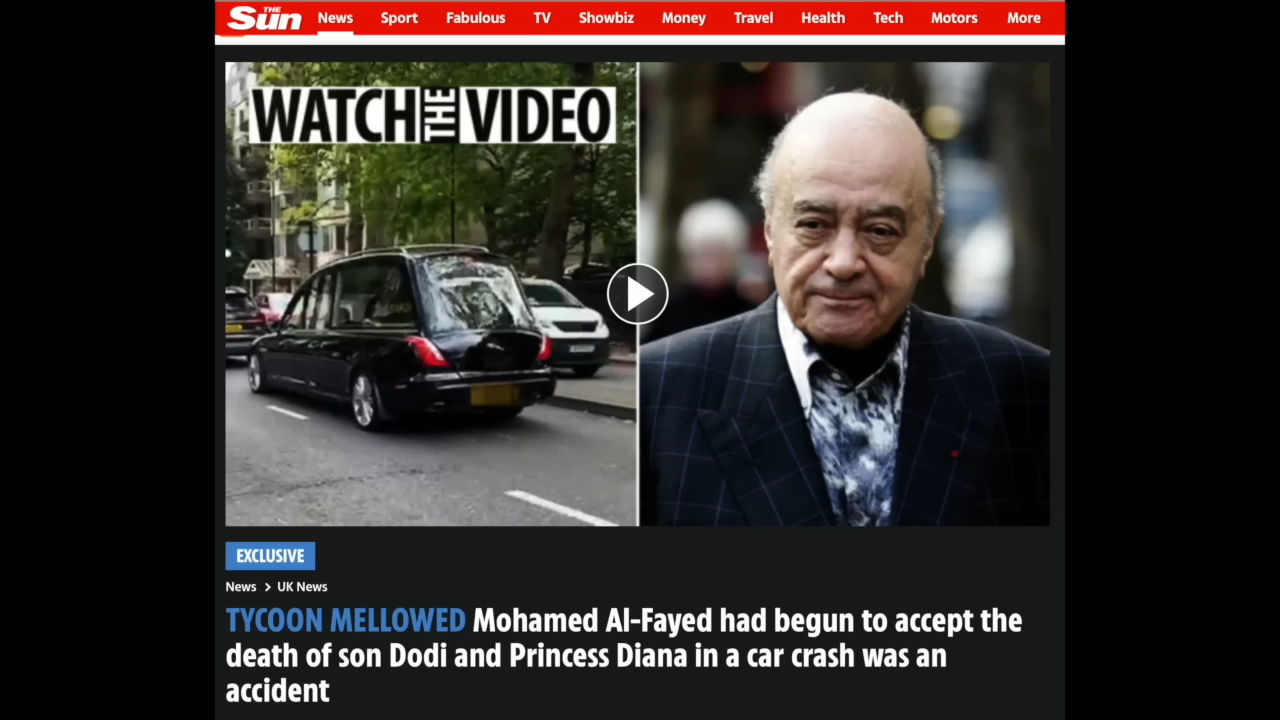 THE
Sun
News Sport Fabulous TV Showbiz Money Travel Health Tech Motors More
WATCH THE VIDEO
EXCLUSIVE
News > UK News
TYCOON MELLOWED Mohamed Al-Fayed had begun to accept the
death of son Dodi and Princess Diana in a car crash was an
accident